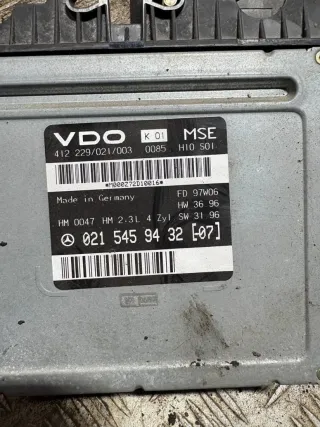 VDO K 01 MSE
412 229/021/003 0085 H10 S01
*M000272D10016*
Made in Germany FD 97W06
HW 36 96
HM 0047 HM 2.3L 4 Zyl SW 31 96
021 545 94 32 [07]